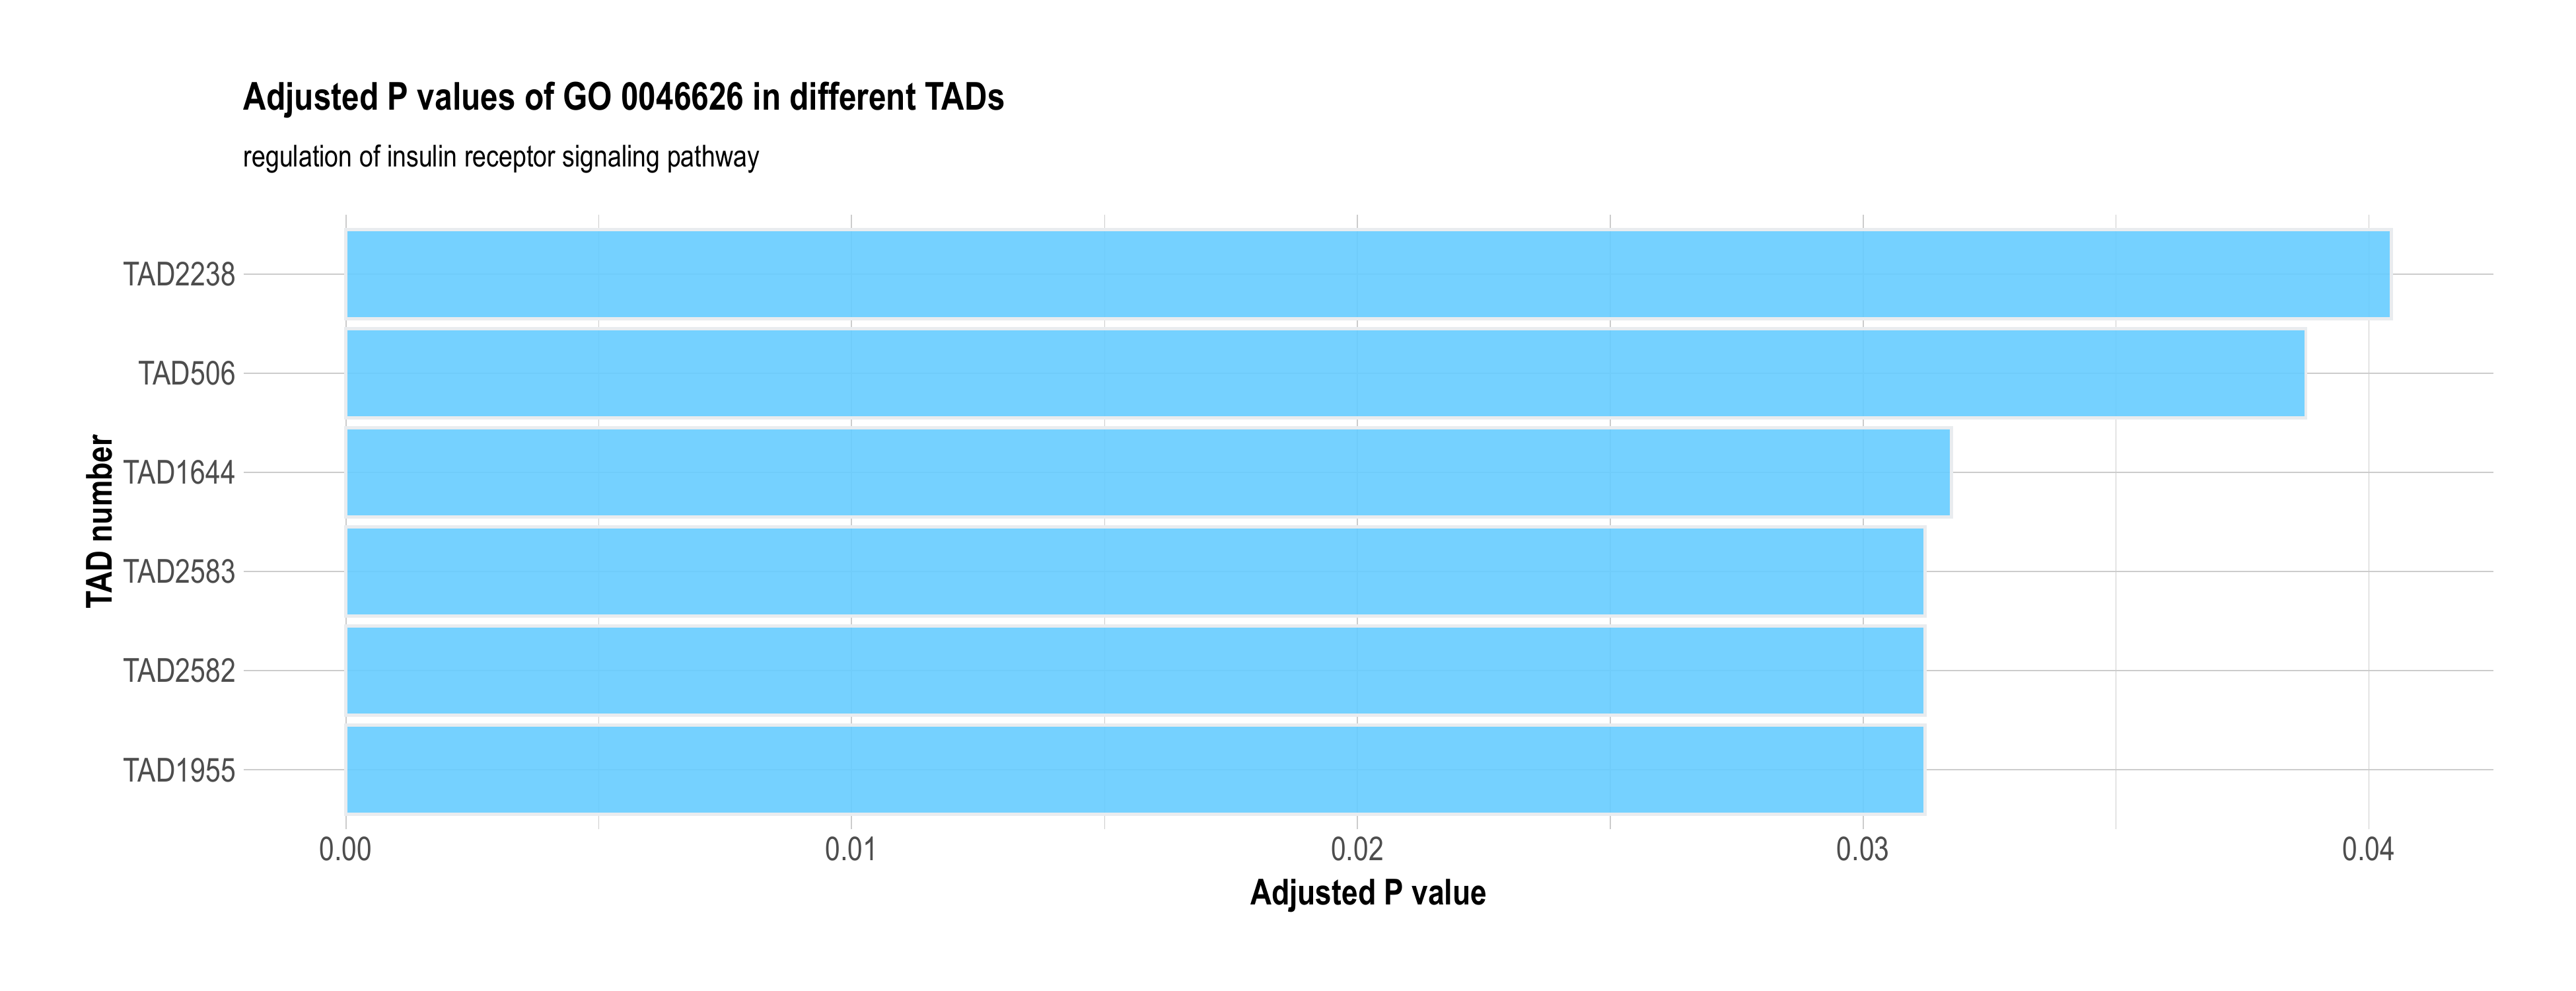 Adjusted P values of GO 0046626 in different TADs
regulation of insulin receptor signaling pathway
TAD number
TAD2238
TAD506
TAD1644
TAD2583
TAD2582
TAD1955
0.00 0.01 0.02 0.03 0.04
Adjusted P value